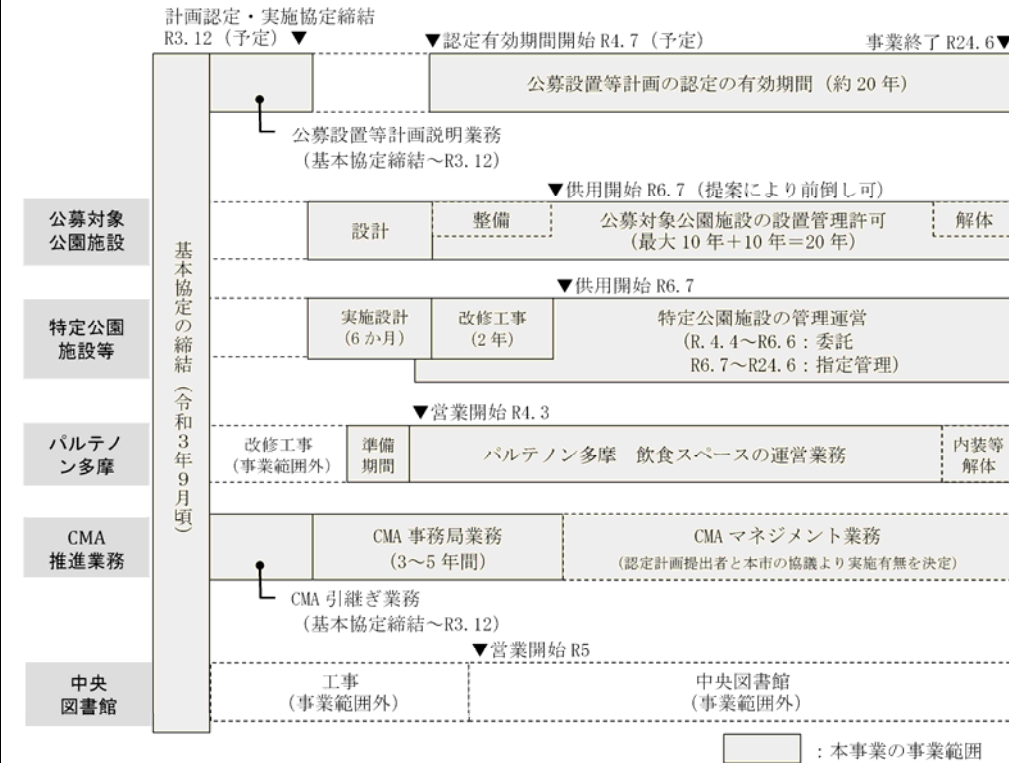 計画認定・実施協定締結
R3.12（予定）▼
▼認定有効期間開始 R4.7（予定）
事業終了 R24.6▼
公募設置等計画の認定の有効期間（約 20 年）
公募設置等計画説明業務
（基本協定締結～R3.12）
基本協定の締結（令和３年９月頃）
▼供用開始 R6.7（提案により前倒し可）
公募対象
公園施設
設計
整備
公募対象公園施設の設置管理許可
（最大 10 年＋10 年＝20 年）
解体
▼供用開始 R6.7
特定公園
施設等
実施設計
（6 か月）
改修工事
（2 年）
特定公園施設の管理運営
（R.4.4～R6.6：委託
R6.7～R24.6：指定管理）
▼営業開始 R4.3
パルテノ
ン多摩
改修工事
（事業範囲外）
準備
期間
パルテノン多摩 飲食スペースの運営業務
内装等
解体
CMA
推進業務
CMA 事務局業務
（3～5 年間）
CMA マネジメント業務
（認定計画提出者と本市の協議より実施有無を決定）
CMA 引継ぎ業務
（基本協定締結～R3.12）
▼営業開始 R5
中央
図書館
工事
（事業範囲外）
中央図書館
（事業範囲外）
：本事業の事業範囲